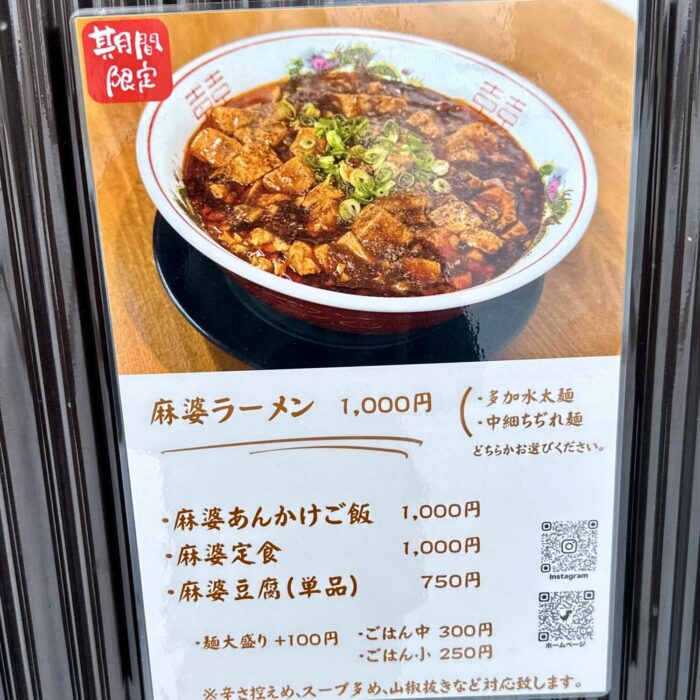 期間
限定
麻婆ラーメン 1,000円
・多加水太麺
・中細ちぢれ麺
どちらかお選びください。
・麻婆あんかけご飯 1,000円
・麻婆定食 1,000円
・麻婆豆腐(単品) 750円
Instagram
・麺大盛り +100円
・ごはん中 300円
・ごはん小 250円
ホームページ
※辛さ控えめ、スープ多め、山椒抜きなど対応致します。